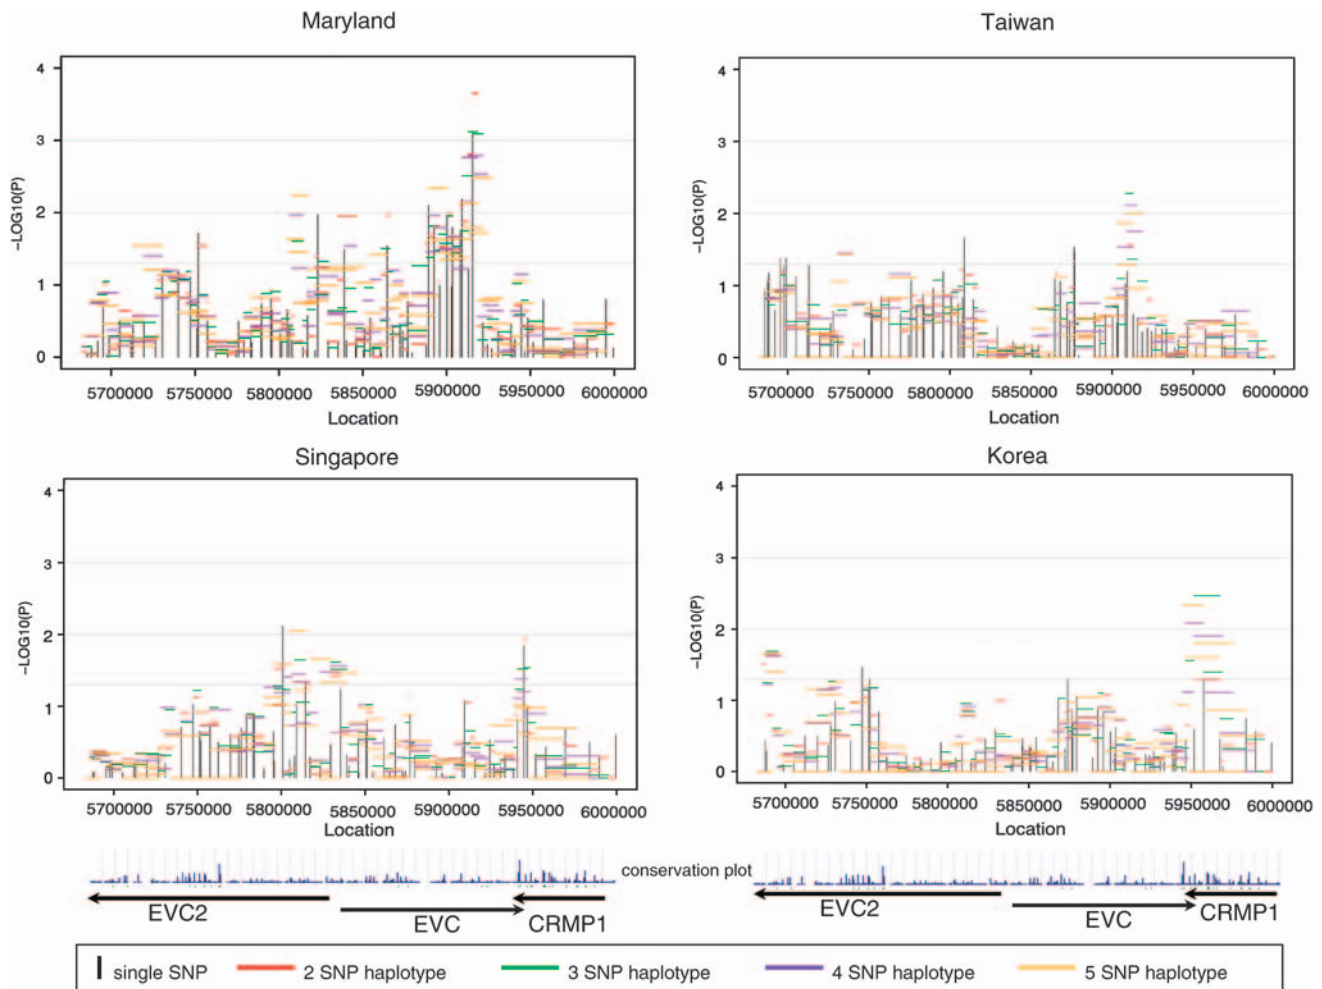 Maryland
Taiwan
4
3
2
1
0
−LOG10(P)
5700000 5750000 5800000 5850000 5900000 5950000 6000000
Location
4
3
2
1
0
−LOG10(P)
5700000 5750000 5800000 5850000 5900000 5950000 6000000
Location
Singapore
Korea
4
3
2
1
0
−LOG10(P)
5700000 5750000 5800000 5850000 5900000 5950000 6000000
Location
4
3
2
1
0
−LOG10(P)
5700000 5750000 5800000 5850000 5900000 5950000 6000000
Location
conservation plot
EVC2
EVC
CRMP1
EVC2
EVC
CRMP1
single SNP 2 SNP haplotype 3 SNP haplotype 4 SNP haplotype 5 SNP haplotype